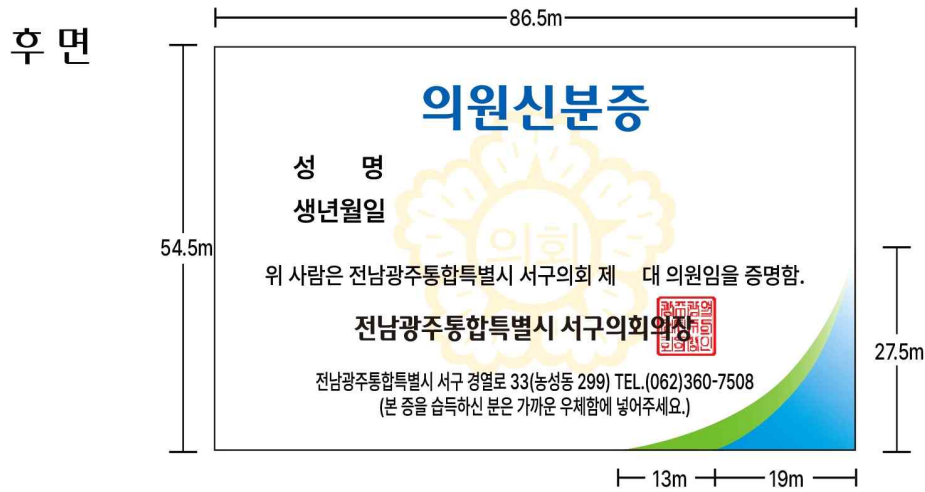 후 면
86.5m
의원신분증
성 명
생년월일
의회
54.5m
위 사람은 전남광주통합특별시 서구의회 제 대 의원임을 증명함.
전남광주통합특별시 서구의회의장
27.5m
전남광주통합특별시 서구 경열로 33(농성동 299) TEL.(062)360-7508
(본 증을 습득하신 분은 가까운 우체함에 넣어주세요.)
13m 19m